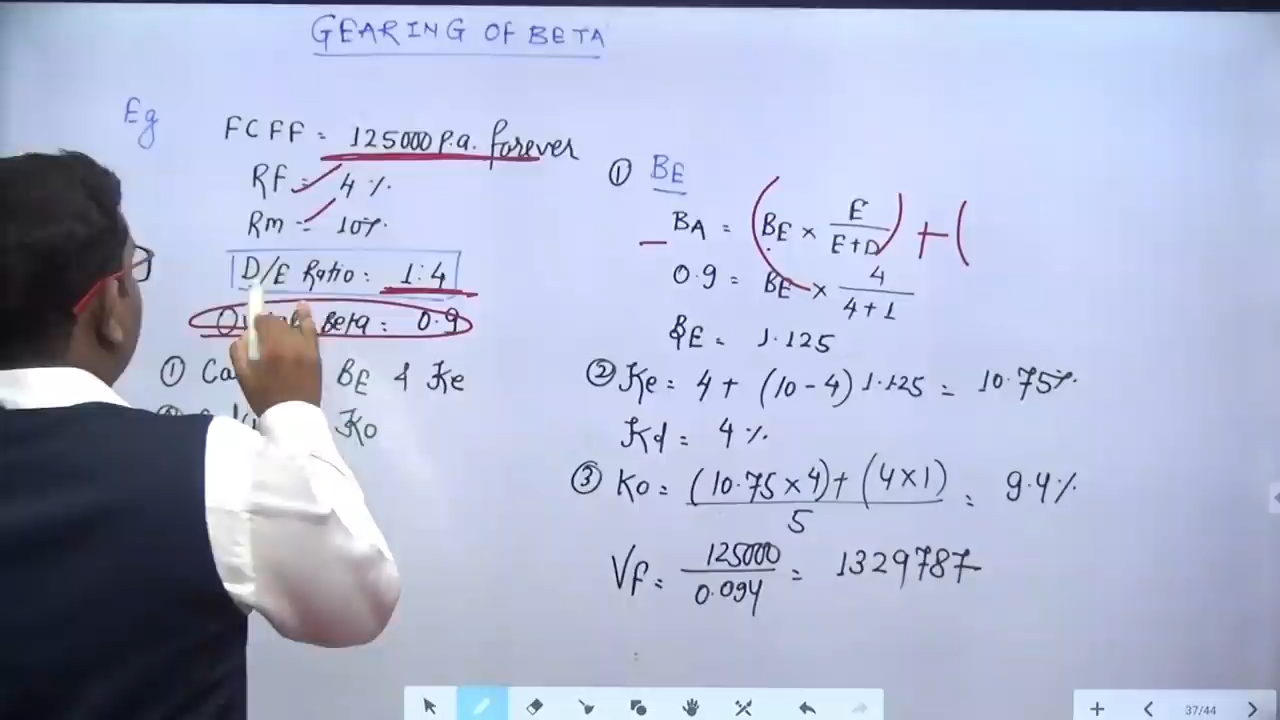 GEARING OF BETA
Eg
FCFF = 125000 p.a. forever
Rf = 4%
Rm = 10%
D/E Ratio: 1:4
Beta: 0.9
① BE & Ke
Ko
① BE
BA = (BE × E/E+D) + (
0.9 = BE × 4/4+1
BE = 1.125
② Ke = 4 + (10-4) 1.125 = 10.75%
Kd = 4%
③ Ko = (10.75 × 4) + (4×1)/5 = 9.4%
Vf = 125000/0.094 = 1329787
37/44